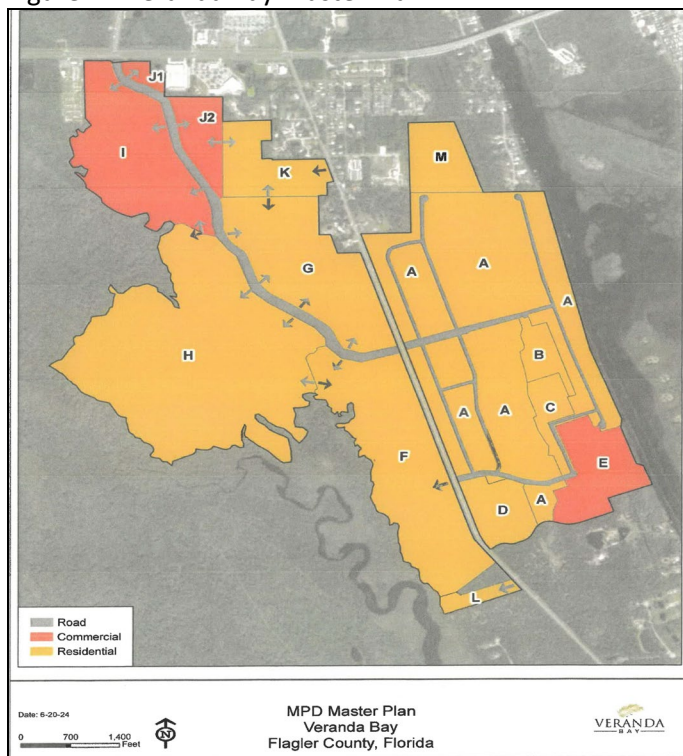 J1
J2
I
K
M
G
A
A
A
H
B
C
A
A
F
E
D
A
L
Road
Commercial
Residential
Date: 6-20-24
0 700 1,400
Feet
N
MPD Master Plan
Veranda Bay
Flagler County, Florida
VERANDA
BAY